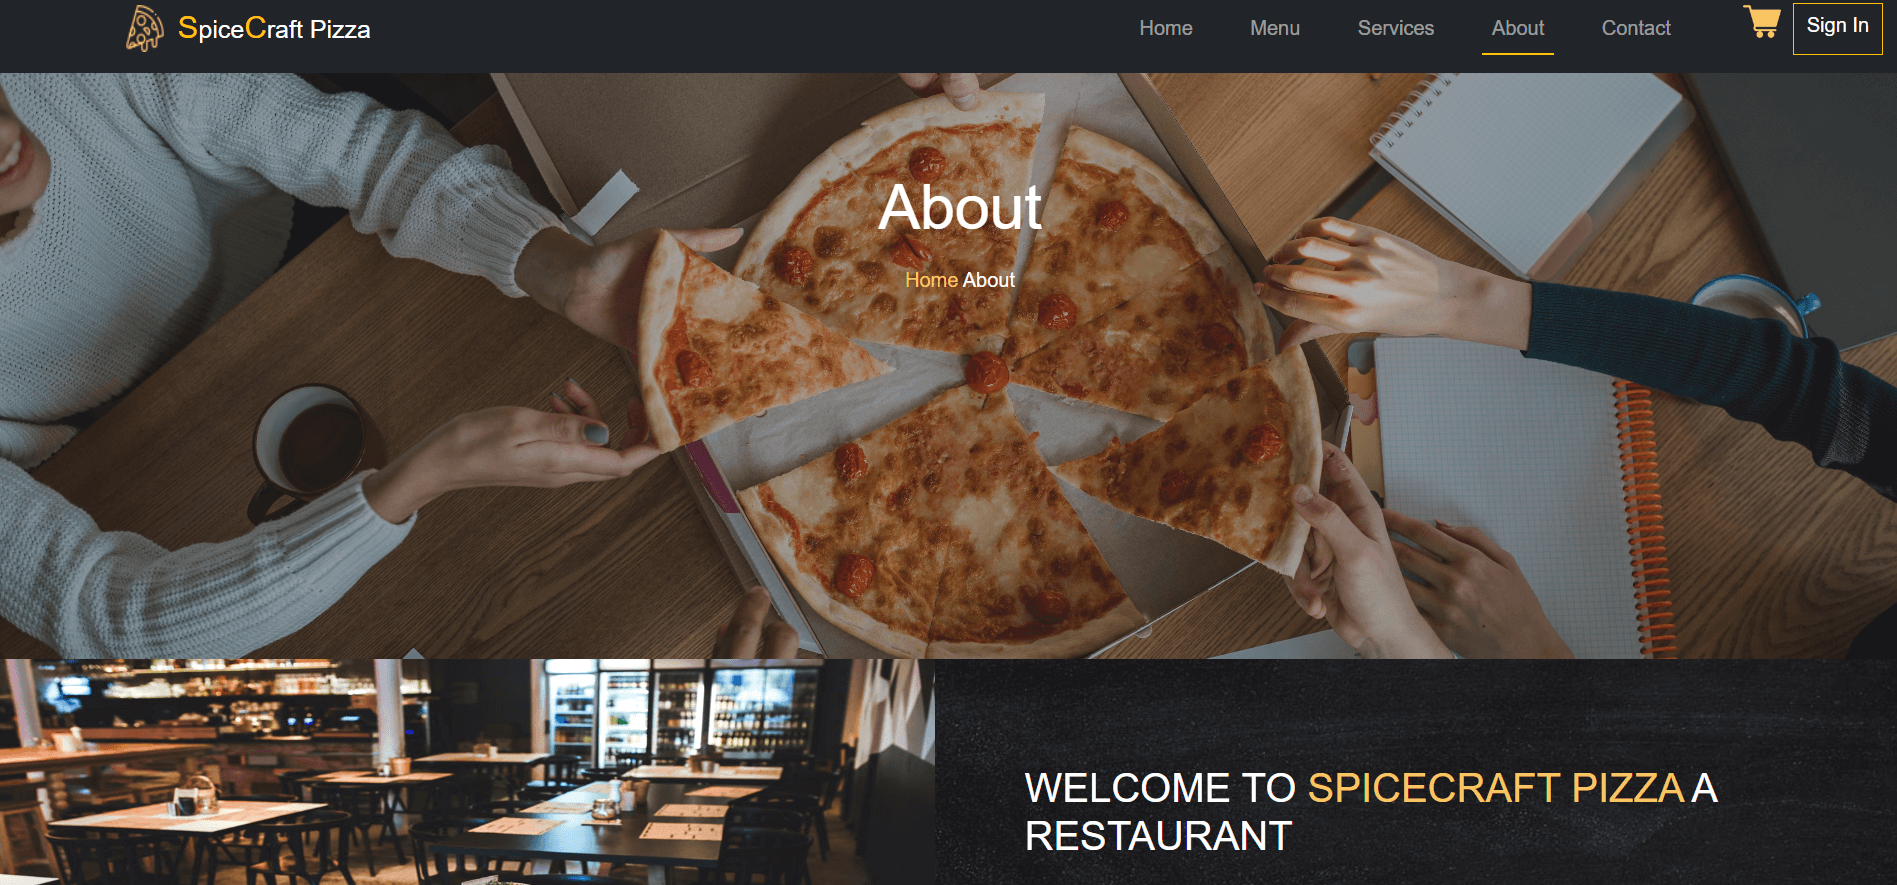 SpiceCraft Pizza
Home Menu Services About Contact Sign In
About
Home About
WELCOME TO SPICECRAFT PIZZA A
RESTAURANT